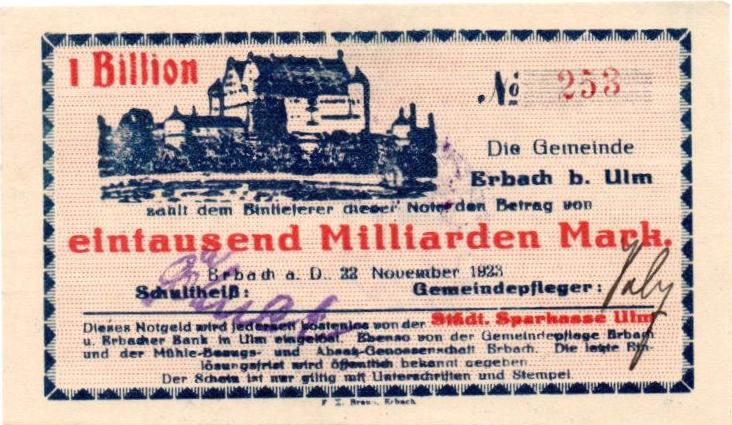 1 Billion
No 253
Die Gemeinde
Erbach b. Ulm
zahlt dem Einlieferer dieser Note den Betrag von
eintausend Milliarden Mark.
Erbach a. D.. 22 November 1923
Schultheiß: Gemeindepfleger:
Dieses Notgeld wird jederzeit kostenlos von der Städt. Sparkasse Ulm
u. Erbacher Bank in Ulm eingelöst. Ebenso von der Gemeindepflege Erbach
und der Mühle-Bezugs- und Absatz-Genossenschaft Erbach. Die letzte Ein-
lösungsfrist wird öffentlich bekannt gegeben.
Der Schein ist nur giltig mit Unterschriften und Stempel.
Erbach.